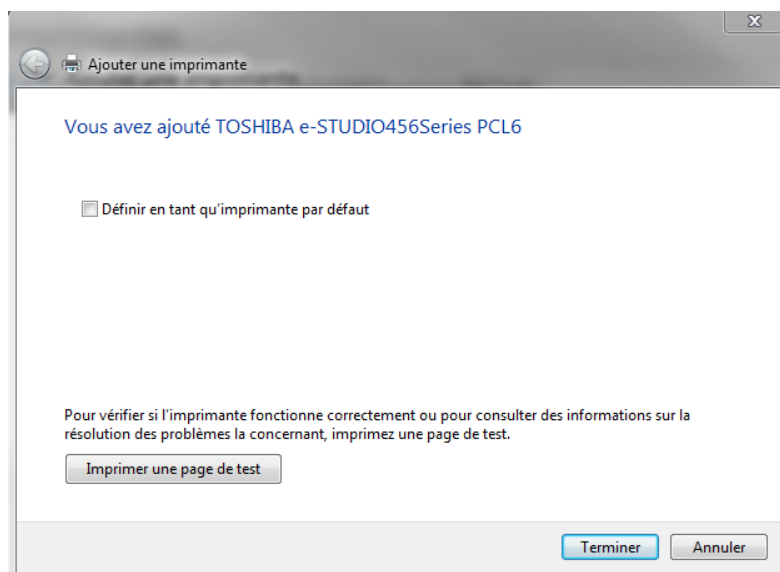 Ajouter une imprimante
Vous avez ajouté TOSHIBA e-STUDIO456Series PCL6
Définir en tant qu'imprimante par défaut
Pour vérifier si l'imprimante fonctionne correctement ou pour consulter des informations sur la
résolution des problèmes la concernant, imprimez une page de test.
Imprimer une page de test
Terminer
Annuler